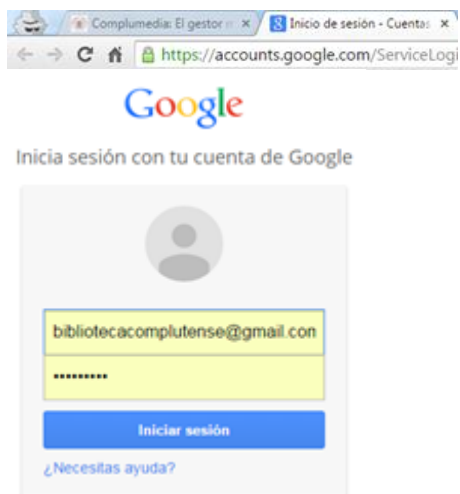 Complumedia: El gestor
Inicio de sesión - Cuentas
https://accounts.google.com/ServiceLogi
Google
Inicia sesión con tu cuenta de Google
bibliotecacomplutense@gmail.com
•••••••••
Iniciar sesión
¿Necesitas ayuda?